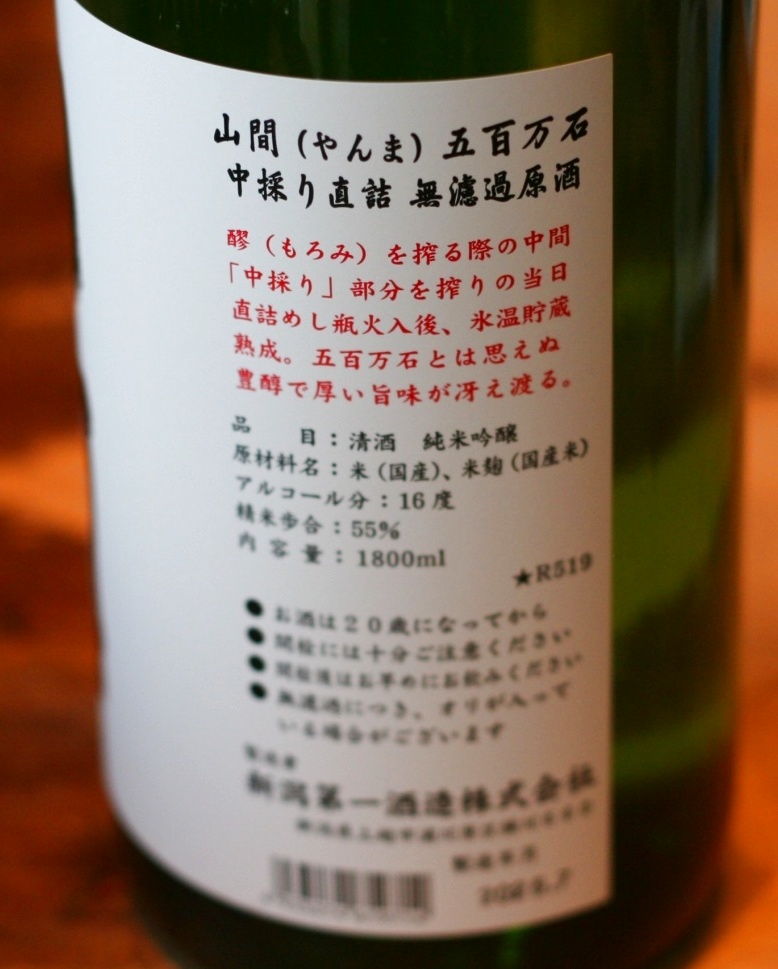 山間（やんま）五百万石
中採り直詰 無濾過原酒
醪（もろみ）を搾る際の中間
「中採り」部分を搾りの当日
直詰めし瓶火入後、氷温貯蔵
熟成。五百万石とは思えぬ
豊醇で厚い旨味が冴え渡る。
品　　目：清酒　純米吟醸
原材料名：米（国産）、米麹（国産米）
アルコール分：16度
精米歩合：55%
内容量：1800ml
★R519
●お酒は２０歳になってから
●開栓には十分ご注意ください
●開栓後はお早めにお飲みください
●無濾過につき、オリが入って
いる場合がございます
製造者
新潟第一酒造株式会社
製造年月